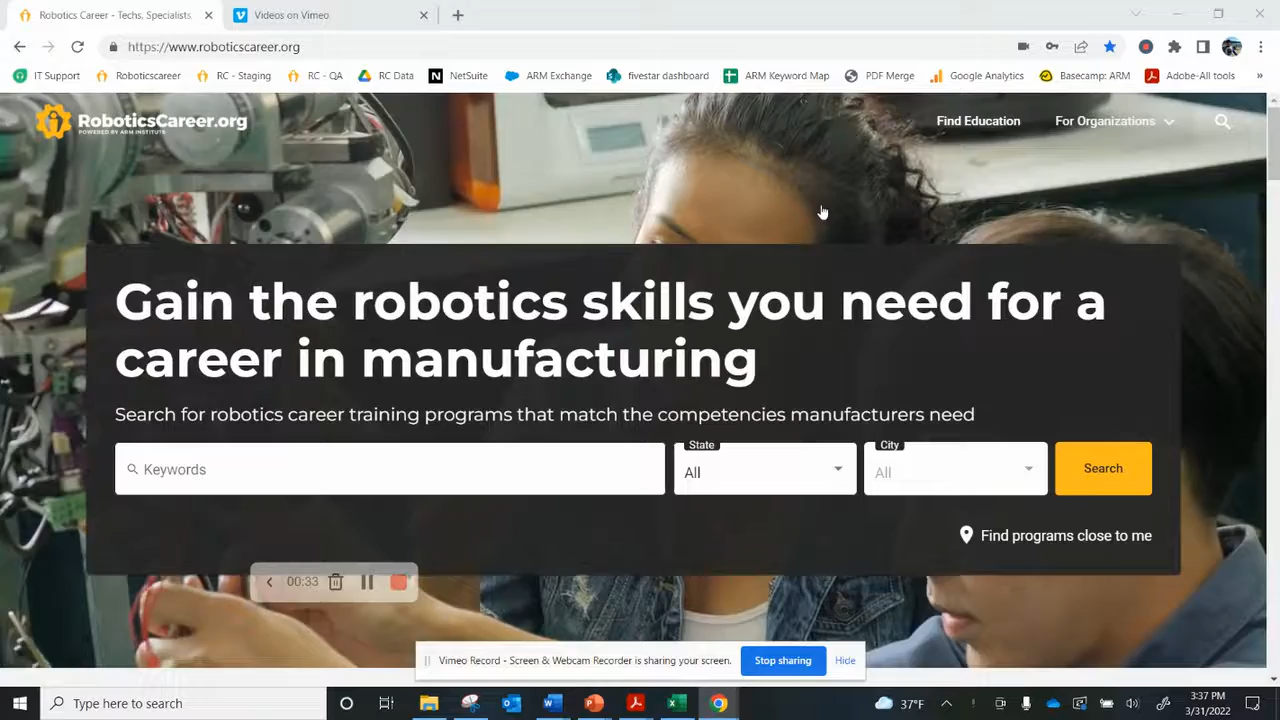 Robotics Career - Techs, Specialists
Videos on Vimeo
https://www.roboticscareer.org
IT Support
Roboticscareer
RC - Staging
RC - QA
RC Data
NetSuite
ARM Exchange
fivestar dashboard
ARM Keyword Map
PDF Merge
Google Analytics
Basecamp: ARM
Adobe-All tools
»
RoboticsCareer.org
POWERED BY ARM INSTITUTE
Find Education
For Organizations
Gain the robotics skills you need for a
career in manufacturing
Search for robotics career training programs that match the competencies manufacturers need
Keywords
State
All
City
All
Search
Find programs close to me
00:33
Vimeo Record - Screen & Webcam Recorder is sharing your screen.
Stop sharing
Hide
Type here to search
37°F
3:37 PM
3/31/2022